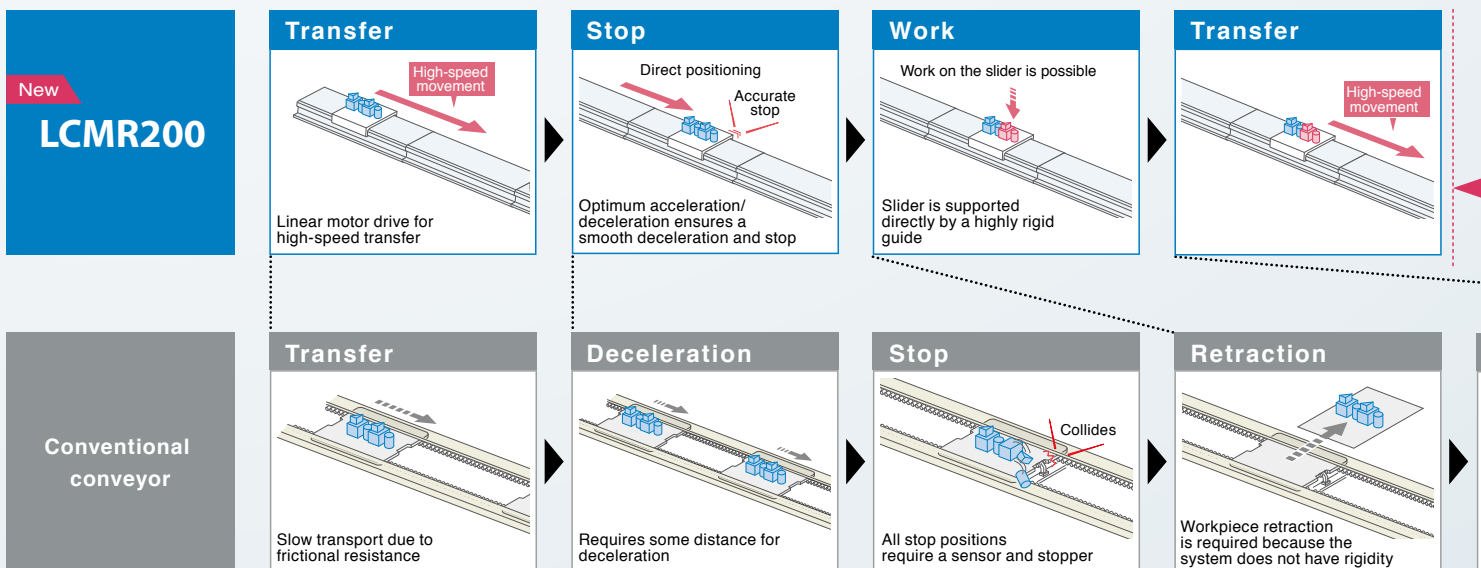 New
LCMR200
Transfer
High-speed
movement
Linear motor drive for
high-speed transfer
Stop
Direct positioning
Accurate
stop
Optimum acceleration/
deceleration ensures a
smooth deceleration and stop
Work
Work on the slider is possible
Slider is supported
directly by a highly rigid
guide
Transfer
High-speed
movement
Conventional
conveyor
Transfer
Slow transport due to
frictional resistance
Deceleration
Requires some distance for
deceleration
Stop
Collides
All stop positions
require a sensor and stopper
Retraction
Workpiece retraction
is required because the
system does not have rigidity